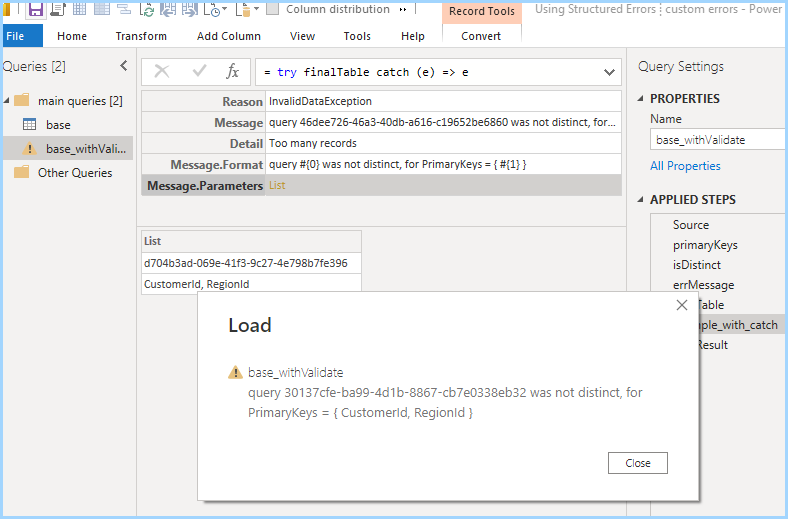 Column distribution
Record Tools
Using Structured Errors | custom errors - Power
File Home Transform Add Column View Tools Help Convert
Queries [2]
main queries [2]
base
base_withVali...
Other Queries
fx
= try finalTable catch (e) => e
Reason InvalidDataException
Message query 46dee726-46a3-40db-a616-c19652be6860 was not distinct, for...
Detail Too many records
Message.Format query #{0} was not distinct, for PrimaryKeys = { #{1} }
Message.Parameters List
List
d704b3ad-069e-41f3-9c27-4e798b7fe396
CustomerId, RegionId
Query Settings
PROPERTIES
Name
base_withValidate
All Properties
APPLIED STEPS
Source
primaryKeys
isDistinct
errMessage
Table
ple_with_catch
Result
Load
base_withValidate
query 30137cfe-ba99-4d1b-8867-cb7e0338eb32 was not distinct, for
PrimaryKeys = { CustomerId, RegionId }
Close